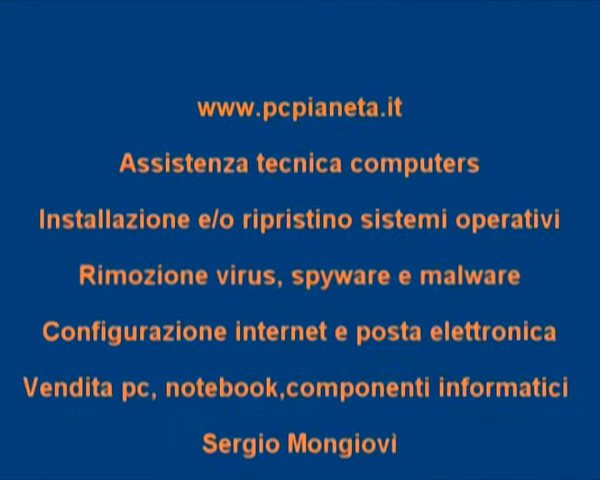 www.pcpianeta.it
Assistenza tecnica computers
Installazione e/o ripristino sistemi operativi
Rimozione virus, spyware e malware
Configurazione internet e posta elettronica
Vendita pc, notebook,componenti informatici
Sergio Mongiovì